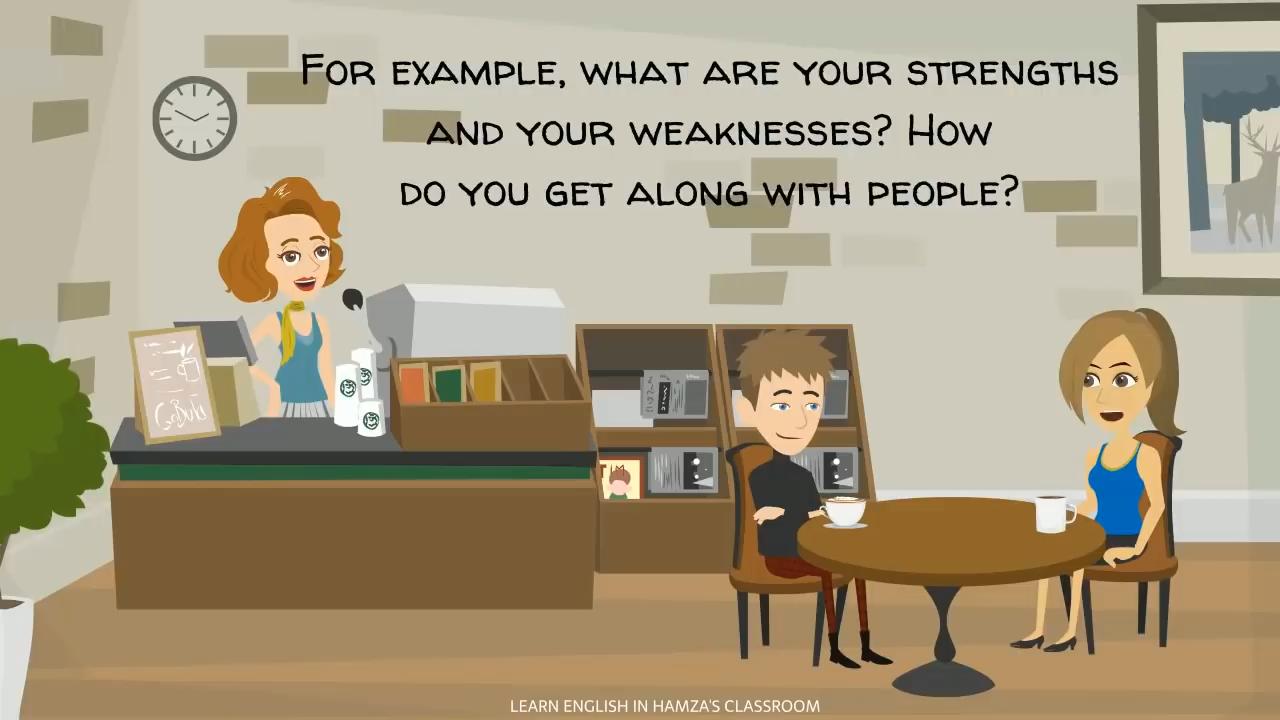 For example, what are your strengths
and your weaknesses? How
do you get along with people?
LEARN ENGLISH IN HAMZA'S CLASSROOM